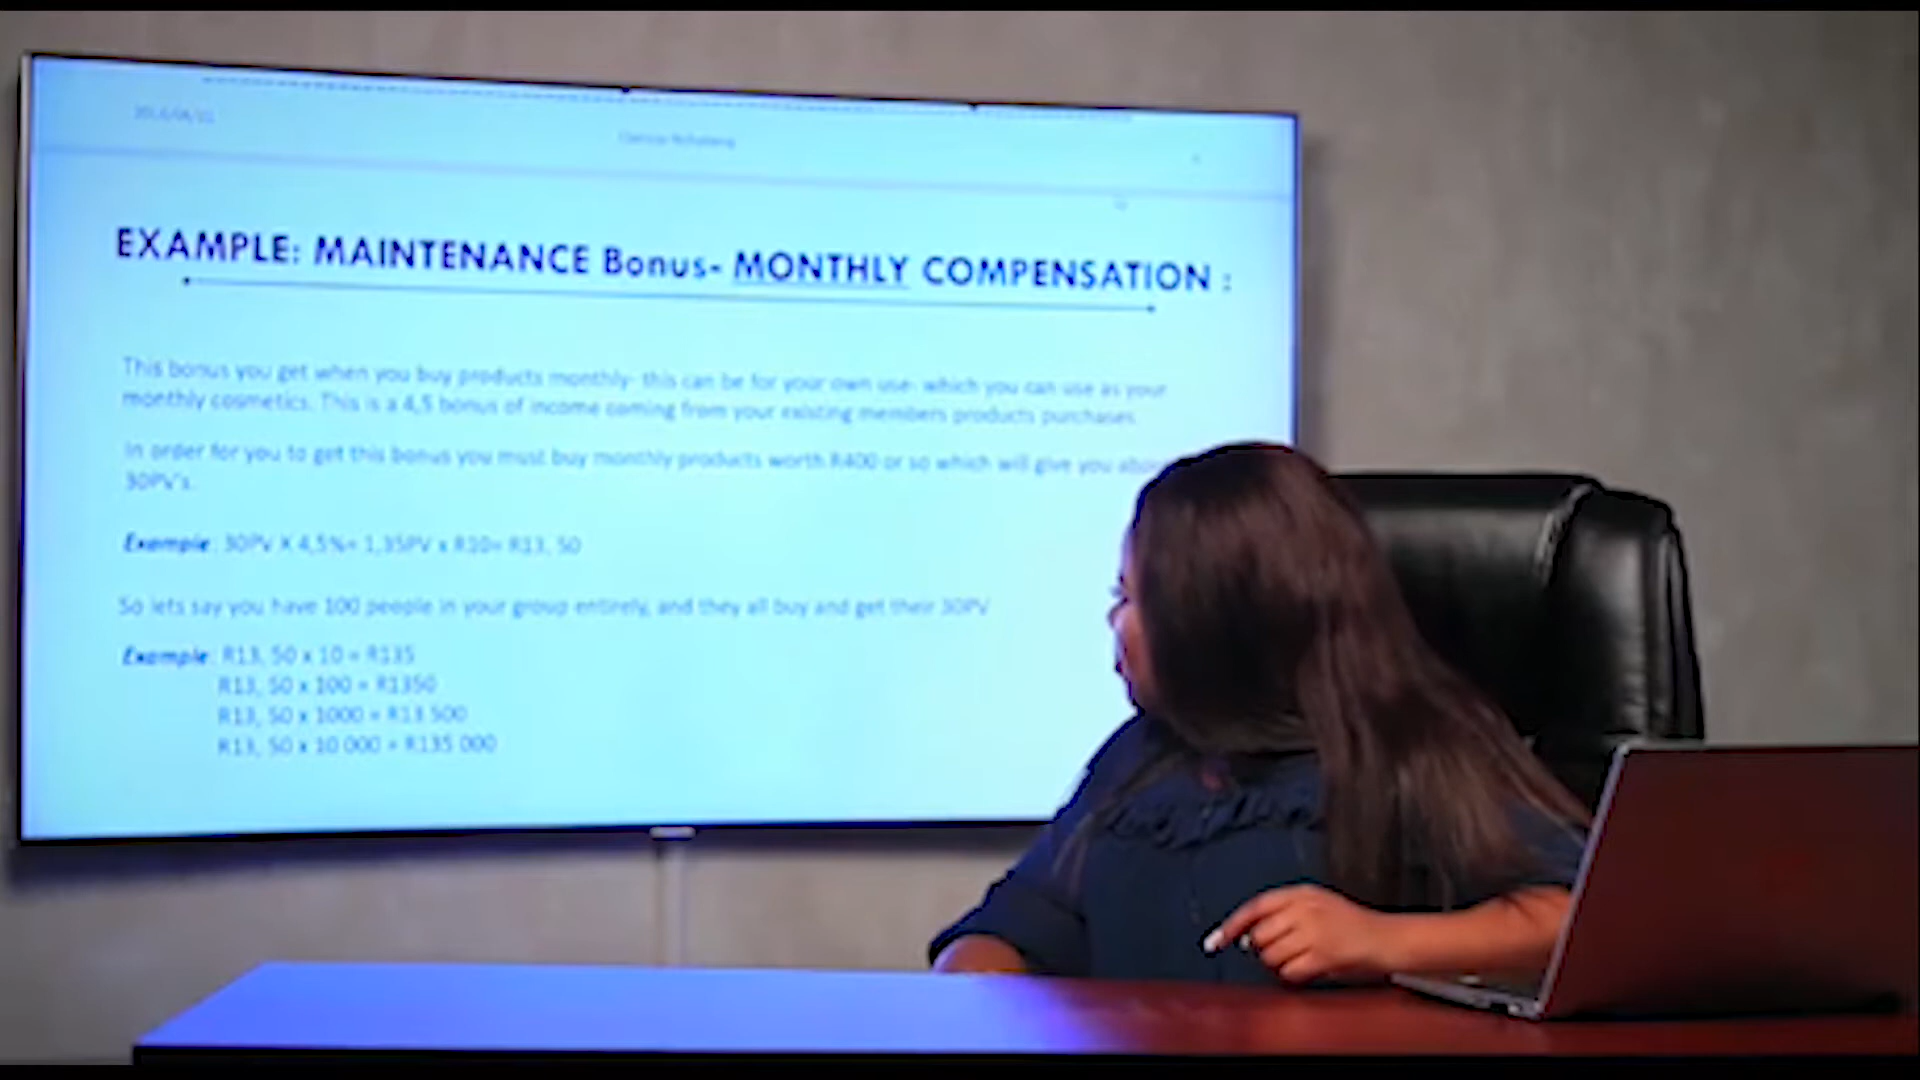 EXAMPLE: MAINTENANCE Bonus- MONTHLY COMPENSATION :
This bonus you get when you buy products monthly- this can be for your own use- which you can use as your
monthly cosmetics. This is a 4,5 bonus of income coming from your existing members products purchases.
In order for you to get this bonus you must buy monthly products worth R400 or so which will give you
30PV's.
Example: 30PV X 4,5%= 1,35PV x R10= R13, 50
So lets say you have 100 people in your group entirely, and they all buy and get their 30PV
Example: R13, 50 x 10 = R135
R13, 50 x 100 = R1350
R13, 50 x 1000 = R13 500
R13, 50 x 10 000 = R135 000